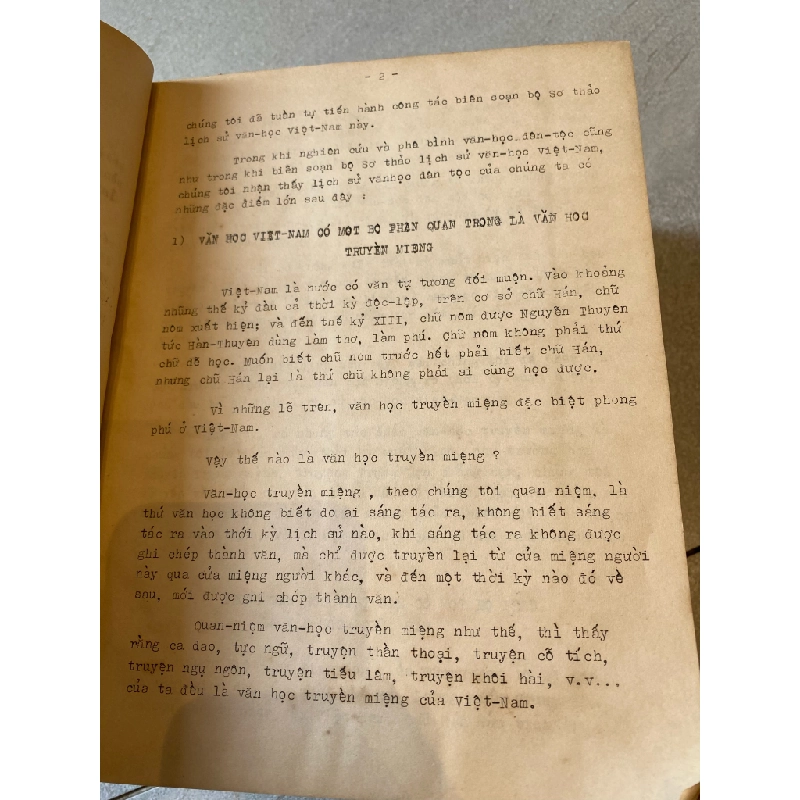 - 2 -
chúng tôi đã tuần tự tiến hành công tác biên soạn bộ Sơ thảo
lịch sử văn-học Việt-Nam này.
Trong khi nghiên cứu và phê bình văn-học dân-tộc cũng
như trong khi biên soạn bộ Sơ thảo lịch sử văn-học Việt-Nam,
chúng tôi nhận thấy lịch sử vănhọc dân tộc của chúng ta có
những đặc điểm lớn sau đây :
1) VĂN HỌC VIỆT-NAM CÓ MỘT BỘ PHẬN QUAN TRỌNG LÀ VĂN HỌC
TRUYỀN MIỆNG
Việt-Nam là nước có văn tự tương đối muộn. Vào khoảng
những thế kỷ đầu cả thời kỳ độc-lập, trên cơ sở chữ Hán, chữ
nôm xuất hiện; và đến thế kỷ XIII, chữ nôm được Nguyễn Thuyên
tức Hàn-Thuyên dùng làm thơ, làm phú. Chữ nôm không phải thứ
chữ dễ học. Muốn biết chữ nôm trước hết phải biết chữ Hán,
nhưng chữ Hán lại là thứ chữ không phải ai cũng học được.
Vì những lẽ trên, văn học truyền miệng đặc biệt phong
phú ở Việt-Nam.
Vậy thế nào là văn học truyền miệng ?
Văn-học truyền miệng , theo chúng tôi quan niệm, là
thứ văn học không biết do ai sáng tác ra, không biết sáng
tác ra vào thời kỳ lịch sử nào, khi sáng tác ra không được
ghi chép thành văn, mà chỉ được truyền lại từ cửa miệng người
này qua cửa miệng người khác, và đến một thời kỳ nào đó về
sau, mới được ghi chép thành văn.
Quan-niệm văn-học truyền miệng như thế, thì thấy
rằng ca dao, tục ngữ, truyện thần thoại, truyện cổ tích,
truyện ngụ ngôn, truyện tiếu lâm, truyện khôi hài, v.v...
của ta đều là văn học truyền miệng của Việt-Nam.